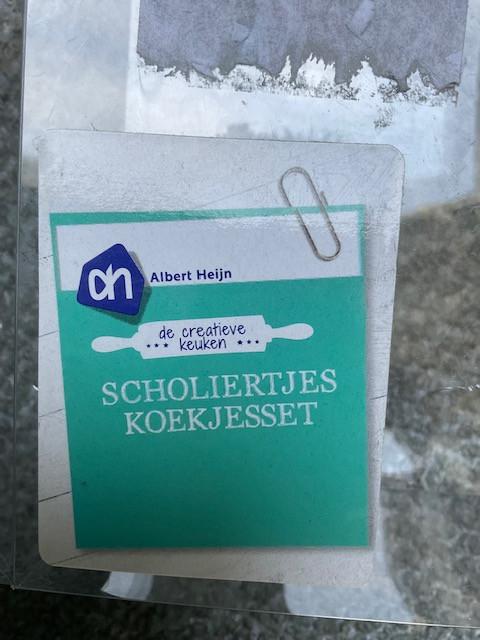 ah Albert Heijn
de creatieve
keuken
SCHOLIERTJES
KOEKJESSET